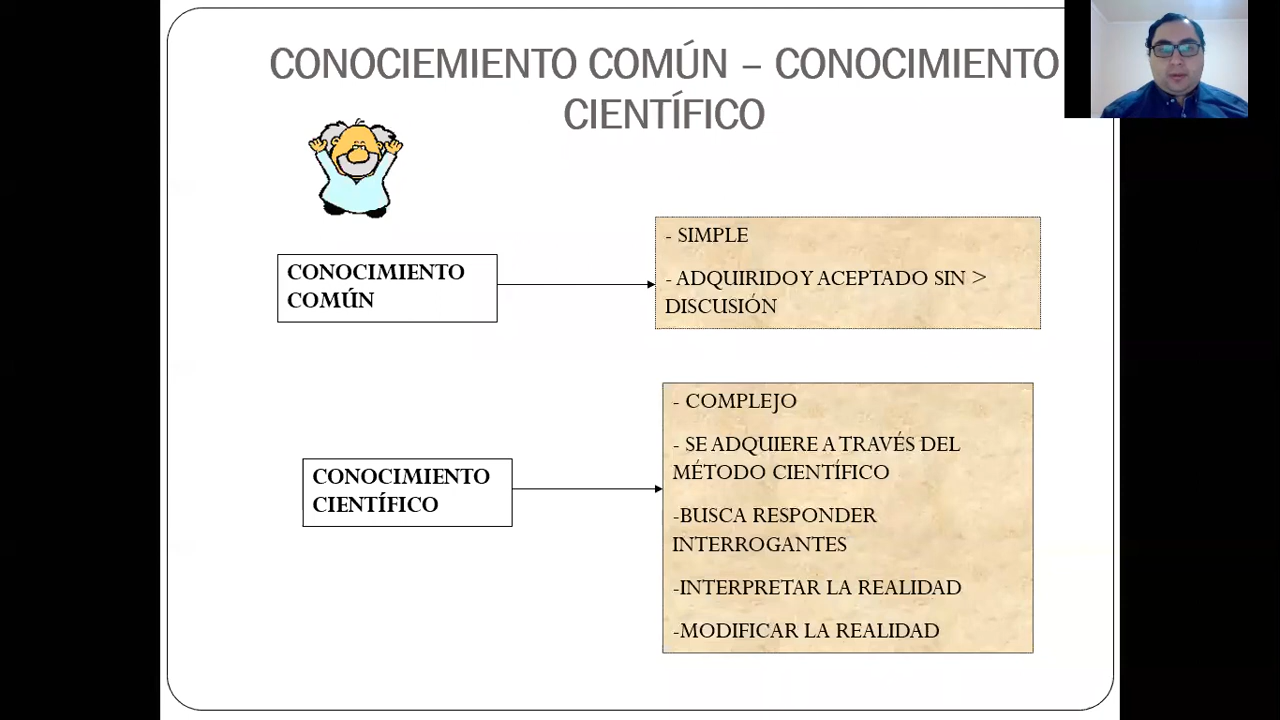 CONOCIEMIENTO COMÚN – CONOCIMIENTO
CIENTÍFICO
CONOCIMIENTO
COMÚN
- SIMPLE
- ADQUIRIDO Y ACEPTADO SIN >
DISCUSIÓN
CONOCIMIENTO
CIENTÍFICO
- COMPLEJO
- SE ADQUIERE A TRAVÉS DEL
MÉTODO CIENTÍFICO
-BUSCA RESPONDER
INTERROGANTES
-INTERPRETAR LA REALIDAD
-MODIFICAR LA REALIDAD